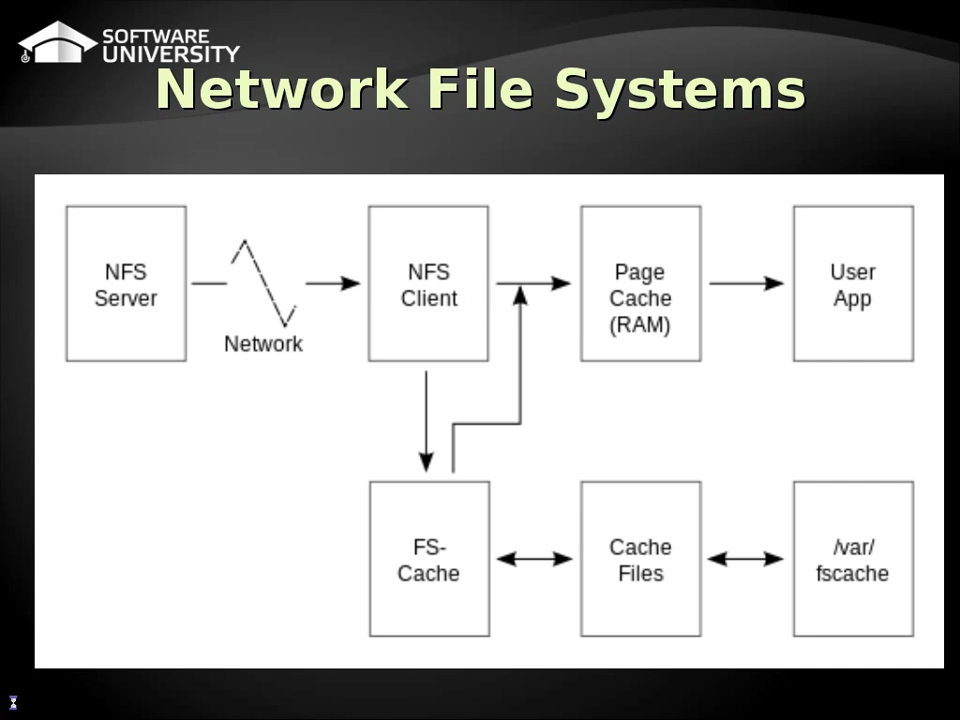 SOFTWARE
UNIVERSITY
Network File Systems
NFS
Server
Network
NFS
Client
Page
Cache
(RAM)
User
App
FS-
Cache
Cache
Files
/var/
fscache